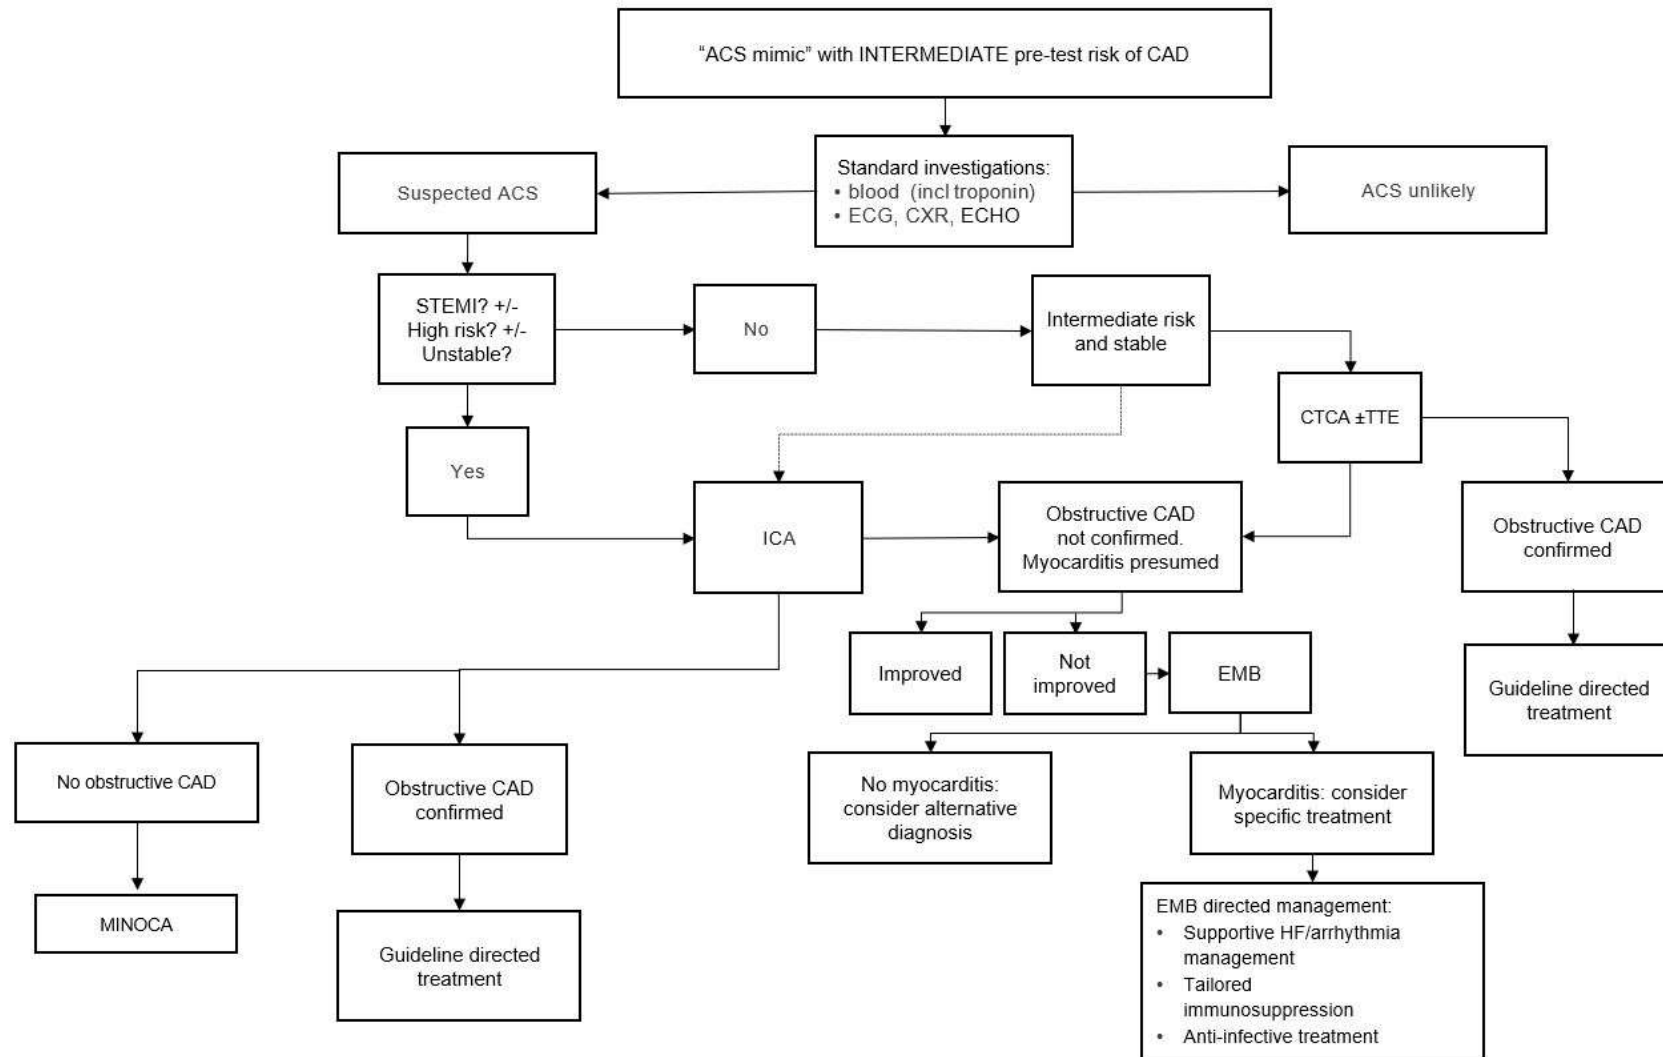 “ACS mimic” with INTERMEDIATE pre-test risk of CAD
Suspected ACS
Standard investigations:
• blood (incl troponin)
• ECG, CXR, ECHO
ACS unlikely
STEMI? +/-
High risk? +/-
Unstable?
No
Intermediate risk
and stable
CTCA ±TTE
Yes
ICA
Obstructive CAD
not confirmed.
Myocarditis presumed
Obstructive CAD
confirmed
Improved
Not
improved
EMB
Guideline directed
treatment
No obstructive CAD
Obstructive CAD
confirmed
No myocarditis:
consider alternative
diagnosis
Myocarditis: consider
specific treatment
MINOCA
Guideline directed
treatment
EMB directed management:
• Supportive HF/arrhythmia
management
• Tailored
immunosuppression
• Anti-infective treatment